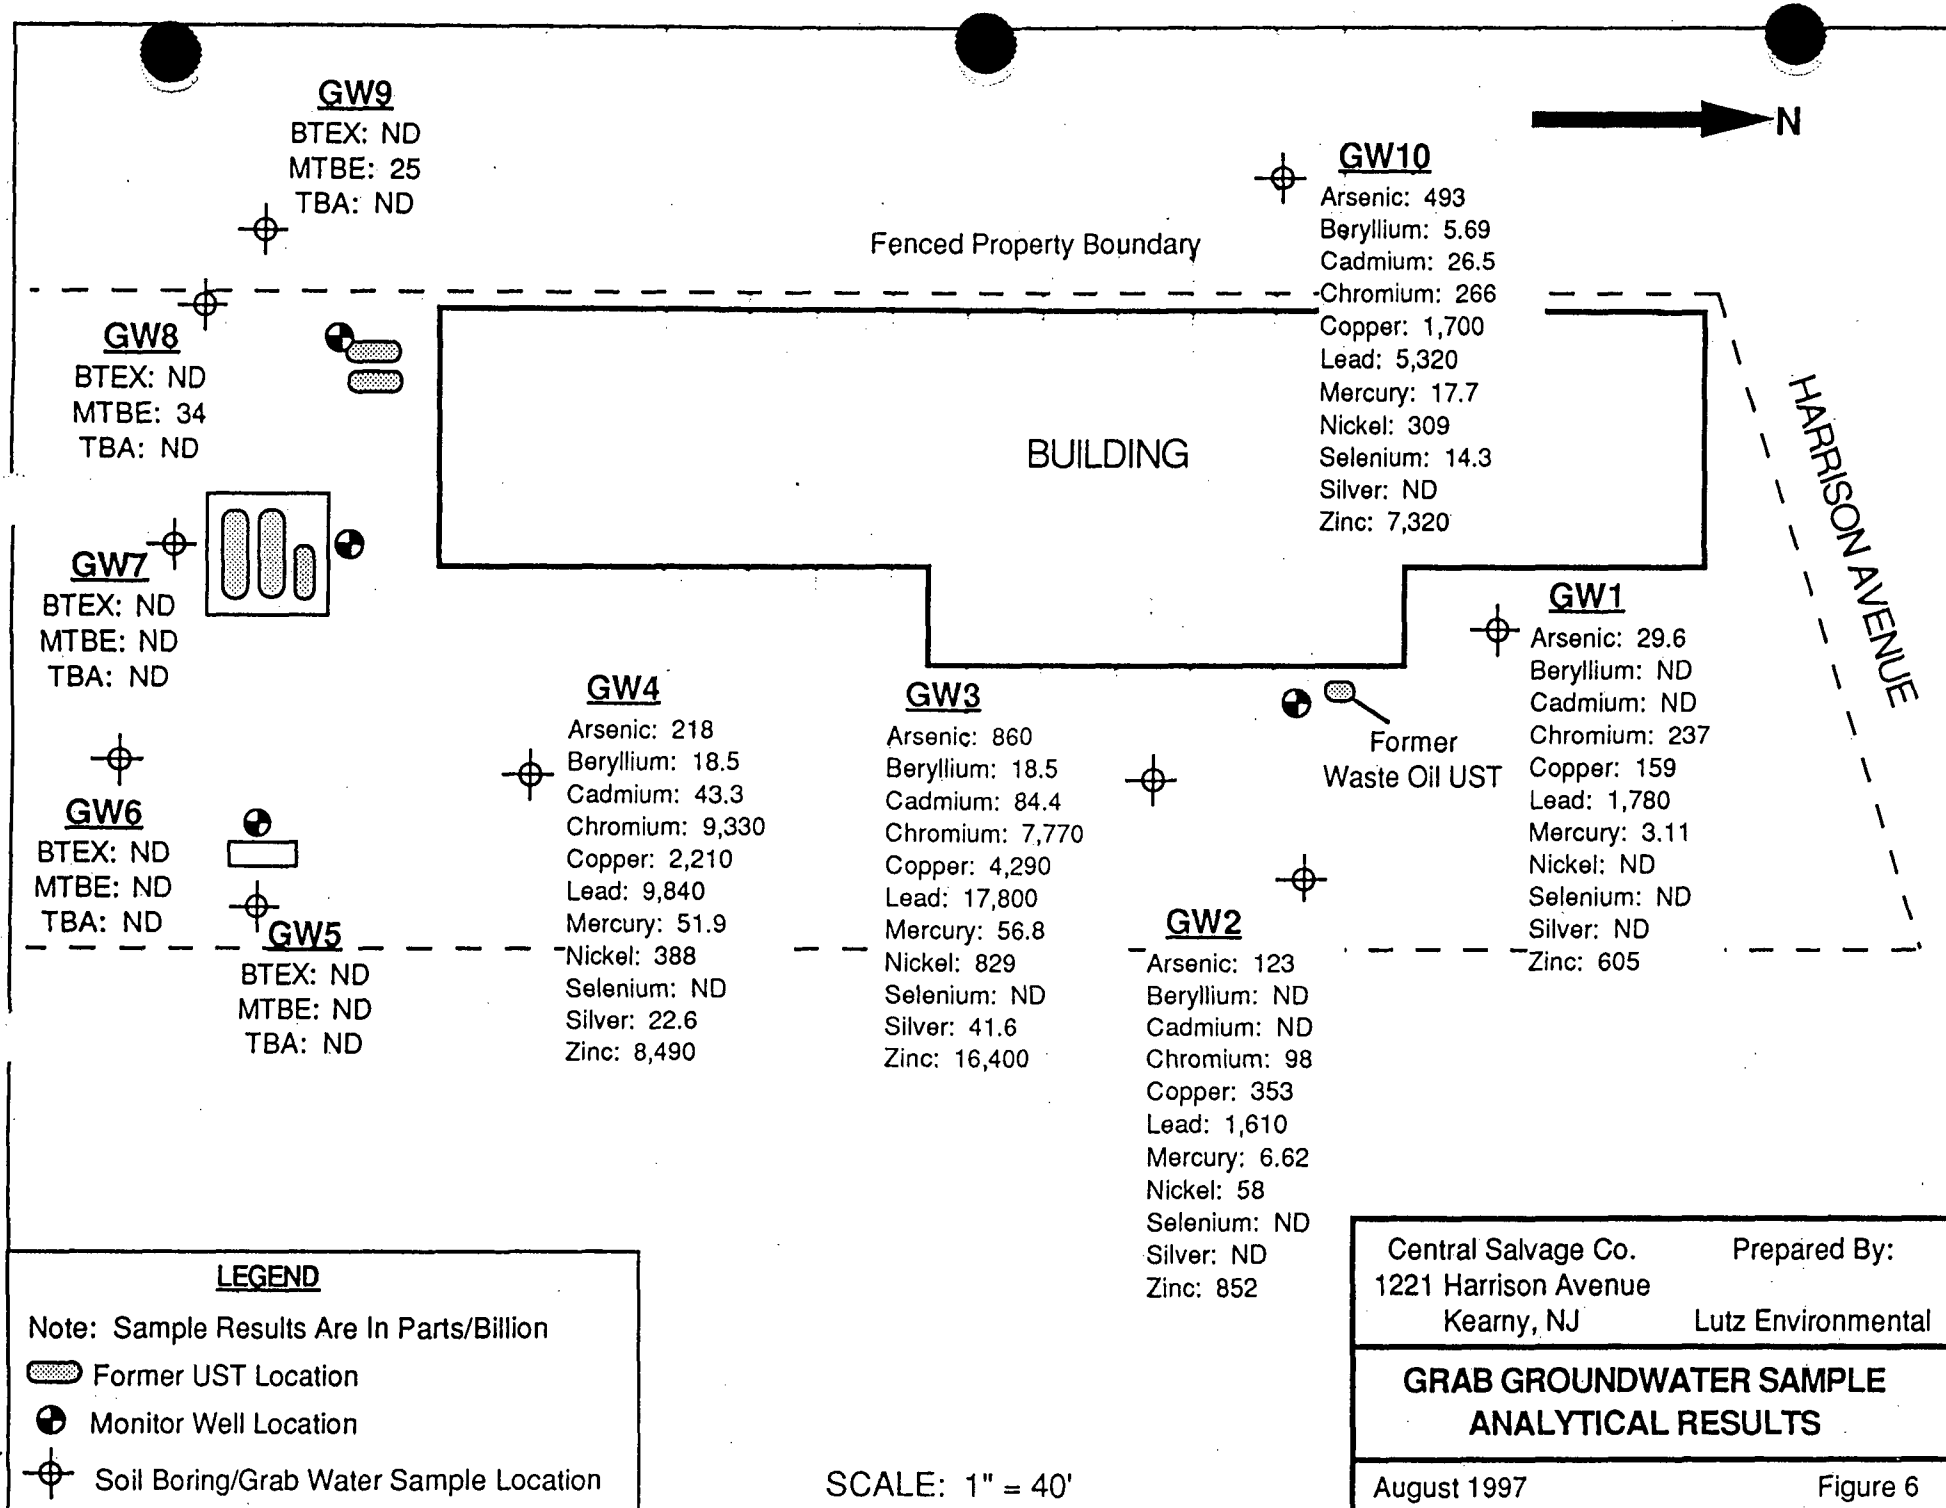 GW9
BTEX: ND
MTBE: 25
TBA: ND
N
GW10
Arsenic: 493
Beryllium: 5.69
Cadmium: 26.5
Chromium: 266
Copper: 1,700
Lead: 5,320
Mercury: 17.7
Nickel: 309
Selenium: 14.3
Silver: ND
Zinc: 7,320
Fenced Property Boundary
GW8
BTEX: ND
MTBE: 34
TBA: ND
BUILDING
HARRISON AVENUE
GW7
BTEX: ND
MTBE: ND
TBA: ND
GW1
Arsenic: 29.6
Beryllium: ND
Cadmium: ND
Chromium: 237
Copper: 159
Lead: 1,780
Mercury: 3.11
Nickel: ND
Selenium: ND
Silver: ND
Zinc: 605
Former
Waste Oil UST
GW4
Arsenic: 218
Beryllium: 18.5
Cadmium: 43.3
Chromium: 9,330
Copper: 2,210
Lead: 9,840
Mercury: 51.9
Nickel: 388
Selenium: ND
Silver: 22.6
Zinc: 8,490
GW3
Arsenic: 860
Beryllium: 18.5
Cadmium: 84.4
Chromium: 7,770
Copper: 4,290
Lead: 17,800
Mercury: 56.8
Nickel: 829
Selenium: ND
Silver: 41.6
Zinc: 16,400
GW6
BTEX: ND
MTBE: ND
TBA: ND
GW5
BTEX: ND
MTBE: ND
TBA: ND
GW2
Arsenic: 123
Beryllium: ND
Cadmium: ND
Chromium: 98
Copper: 353
Lead: 1,610
Mercury: 6.62
Nickel: 58
Selenium: ND
Silver: ND
Zinc: 852
LEGEND
Note: Sample Results Are In Parts/Billion
Former UST Location
Monitor Well Location
Soil Boring/Grab Water Sample Location
SCALE: 1" = 40'
Central Salvage Co.
1221 Harrison Avenue
Kearny, NJ
Prepared By:
Lutz Environmental
GRAB GROUNDWATER SAMPLE
ANALYTICAL RESULTS
August 1997
Figure 6